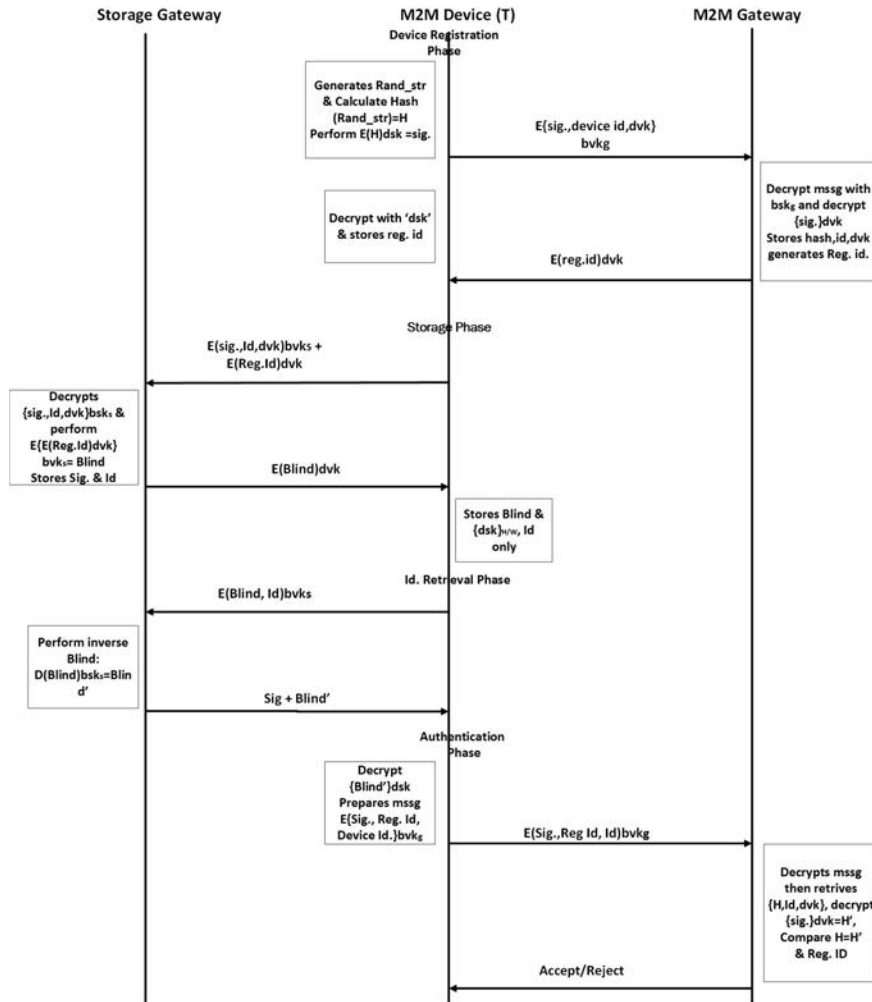 Storage Gateway
M2M Device (T)
M2M Gateway
Device Registration
Phase
Generates Rand_str
& Calculate Hash
(Rand_str)=H
Perform E(H)dsk =sig.
E{sig.,device id,dvk}
bvkg
Decrypt mssg with
bskg and decrypt
{sig.}dvk
Stores hash,id,dvk
generates Reg. id.
Decrypt with ‘dsk’
& stores reg. id
E(reg.id)dvk
Storage Phase
E(sig.,Id,dvk)bvks +
E(Reg.Id)dvk
Decrypts
{sig.,Id,dvk}bsks &
perform
E{E(Reg.Id)dvk}
bvks= Blind
Stores Sig. & Id
E(Blind)dvk
Stores Blind &
{dsk}H/W, Id
only
Id. Retrieval Phase
E(Blind, Id)bvks
Perform inverse
Blind:
D(Blind)bsks=Blin
d’
Sig + Blind’
Authentication
Phase
Decrypt
{Blind’}dsk
Prepares mssg
E{Sig., Reg. Id,
Device Id.}bvkg
E(Sig.,Reg Id, Id)bvkg
Decrypts mssg
then retrives
{H,Id,dvk}, decrypt
{sig.}dvk=H’,
Compare H=H’
& Reg. ID
Accept/Reject